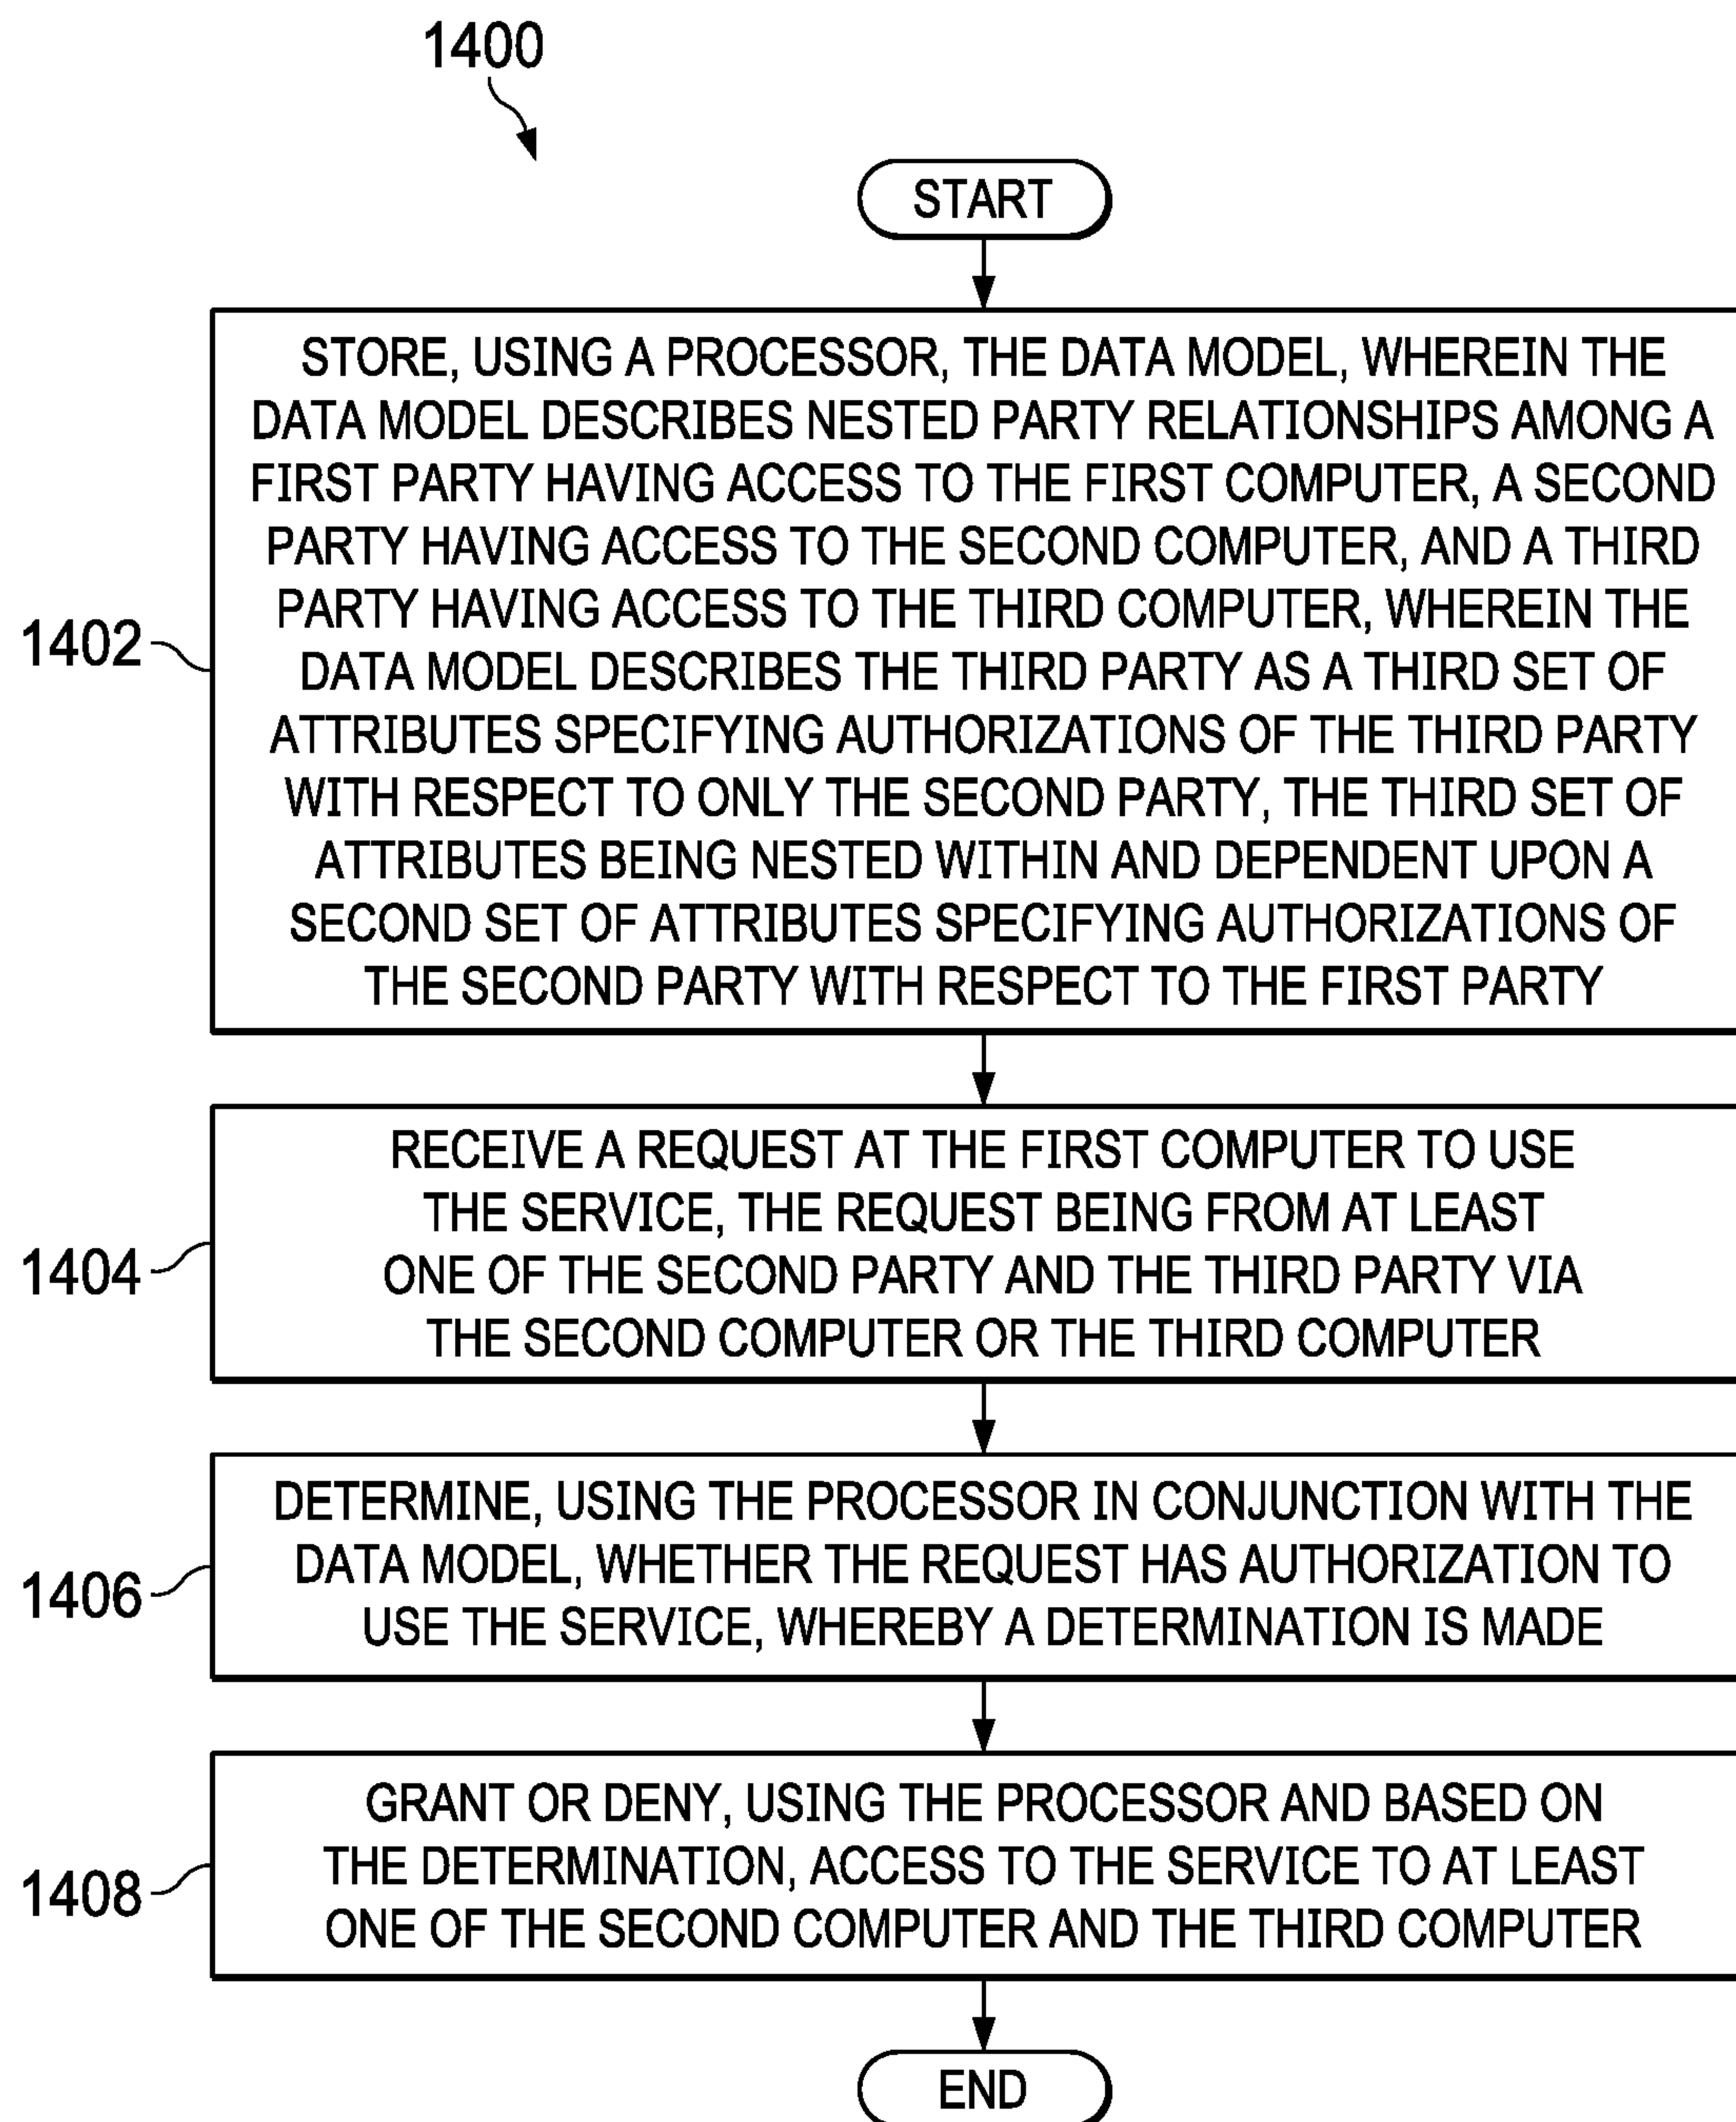 1400
START
STORE, USING A PROCESSOR, THE DATA MODEL, WHEREIN THE
DATA MODEL DESCRIBES NESTED PARTY RELATIONSHIPS AMONG A
FIRST PARTY HAVING ACCESS TO THE FIRST COMPUTER, A SECOND
PARTY HAVING ACCESS TO THE SECOND COMPUTER, AND A THIRD
PARTY HAVING ACCESS TO THE THIRD COMPUTER, WHEREIN THE
1402
DATA MODEL DESCRIBES THE THIRD PARTY AS A THIRD SET OF
ATTRIBUTES SPECIFYING AUTHORIZATIONS OF THE THIRD PARTY
WITH RESPECT TO ONLY THE SECOND PARTY, THE THIRD SET OF
ATTRIBUTES BEING NESTED WITHIN AND DEPENDENT UPON A
SECOND SET OF ATTRIBUTES SPECIFYING AUTHORIZATIONS OF
THE SECOND PARTY WITH RESPECT TO THE FIRST PARTY
RECEIVE A REQUEST AT THE FIRST COMPUTER TO USE
THE SERVICE, THE REQUEST BEING FROM AT LEAST
1404
ONE OF THE SECOND PARTY AND THE THIRD PARTY VIA
THE SECOND COMPUTER OR THE THIRD COMPUTER
DETERMINE, USING THE PROCESSOR IN CONJUNCTION WITH THE
DATA MODEL, WHETHER THE REQUEST HAS AUTHORIZATION TO
1406
USE THE SERVICE, WHEREBY A DETERMINATION IS MADE
GRANT OR DENY, USING THE PROCESSOR AND BASED ON
THE DETERMINATION, ACCESS TO THE SERVICE TO AT LEAST
1408
ONE OF THE SECOND COMPUTER AND THE THIRD COMPUTER
END